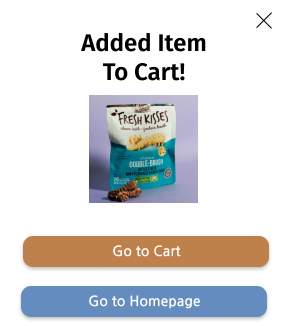 Added Item
To Cart!
FRESH KISSES
DOUBLE-BRUSH
Go to Cart
Go to Homepage